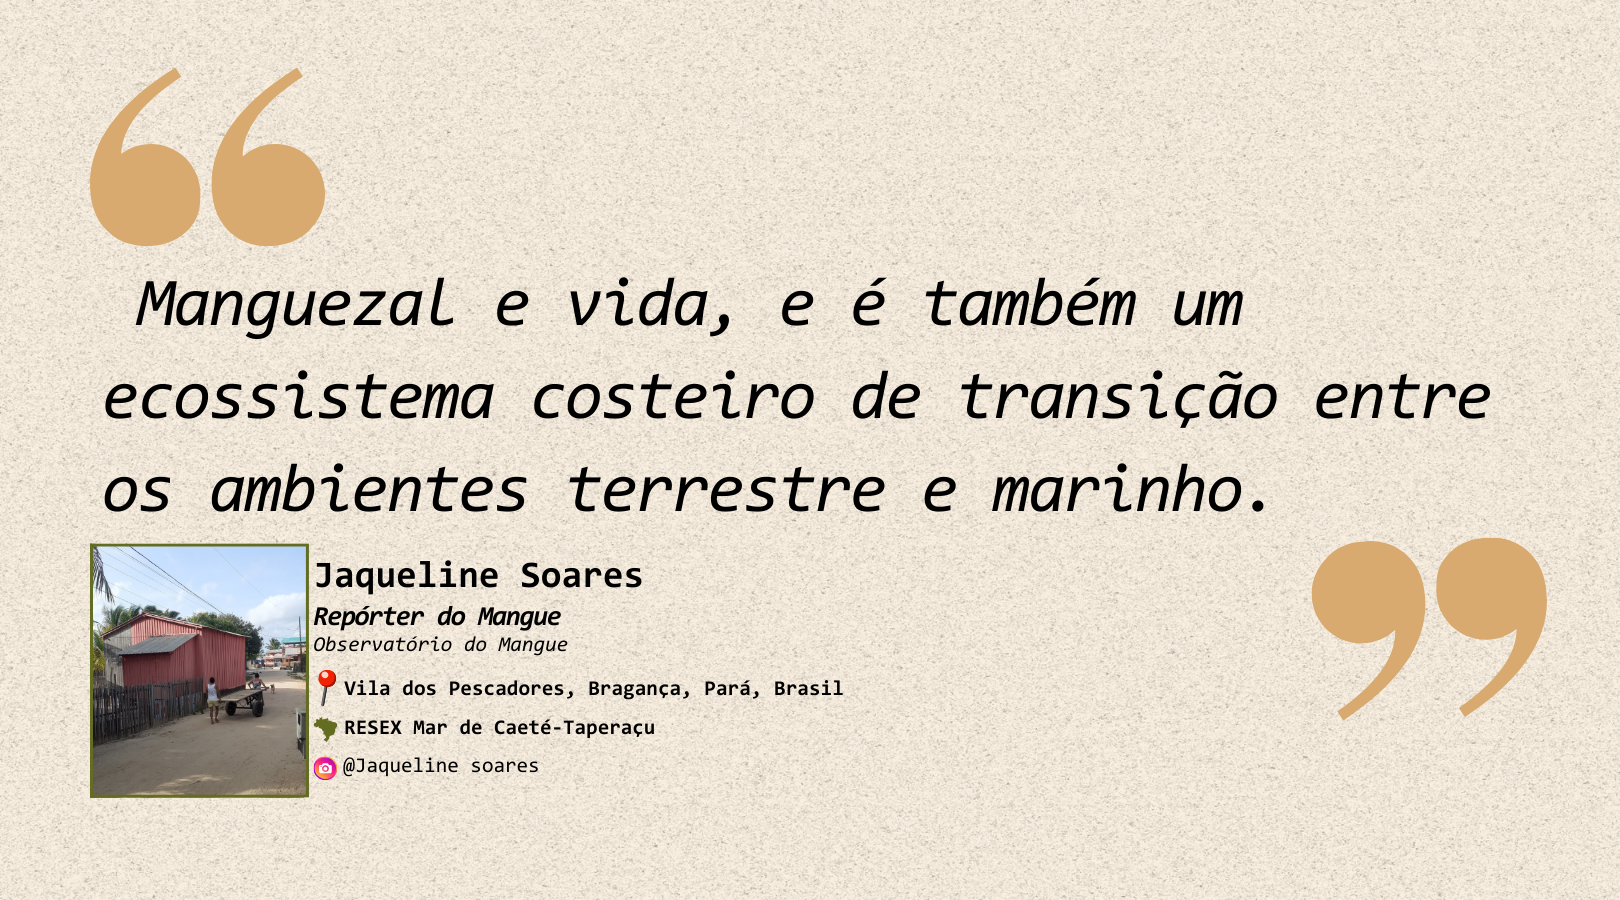 Manguezal e vida, e é também um
ecossistema costeiro de transição entre
os ambientes terrestre e marinho.
Jaqueline Soares
Repórter do Mangue
Observatório do Mangue
Vila dos Pescadores, Bragança, Pará, Brasil
RESEX Mar de Caeté-Taperaçu
@Jaqueline soares